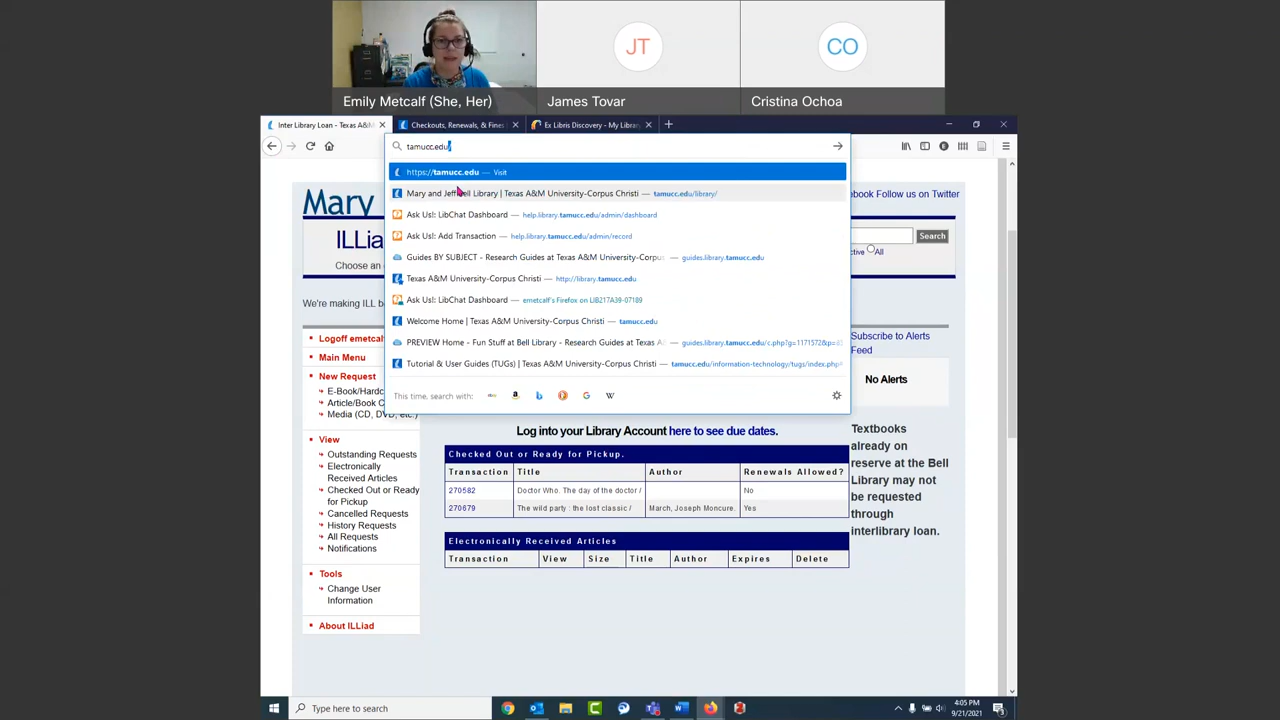 JT
CO
Emily Metcalf (She, Her)
James Tovar
Cristina Ochoa
Inter Library Loan - Texas A&M
Checkouts, Renewals, & Fines
Ex Libris Discovery - My Library
tamucc.edu/
https://tamucc.edu — Visit
Mary and Jeff Bell Library | Texas A&M University-Corpus Christi — tamucc.edu/library/
Ask Us!: LibChat Dashboard — help.library.tamucc.edu/admin/dashboard
Ask Us!: Add Transaction — help.library.tamucc.edu/admin/record
Guides BY SUBJECT - Research Guides at Texas A&M University-Corpus guides.library.tamucc.edu
Texas A&M University-Corpus Christi — http://library.tamucc.edu
Ask Us!: LibChat Dashboard — emetcalf's Firefox on LIB217A39-07189
Welcome Home | Texas A&M University-Corpus Christi — tamucc.edu
PREVIEW Home - Fun Stuff at Bell Library - Research Guides at Texas A guides.library.tamucc.edu/c.php?g=1171572&p=
Tutorial & User Guides (TUGs) | Texas A&M University-Corpus Christi — tamucc.edu/information-technology/tugs/index.php
This time, search with:
Mary
ebook Follow us on Twitter
ILLiad
Search
Choose an
ctive All
We're making ILL b
Logoff emetca
Main Menu
New Request
E-Book/Hardc
Article/Book C
Media (CD, DVD, etc.)
View
Outstanding Requests
Electronically
Received Articles
Checked Out or Ready
for Pickup
Cancelled Requests
History Requests
All Requests
Notifications
Tools
Change User
Information
About ILLiad
Log into your Library Account here to see due dates.
Checked Out or Ready for Pickup.
Transaction Title Author Renewals Allowed?
270582 Doctor Who. The day of the doctor / No
270679 The wild party : the lost classic / March, Joseph Moncure. Yes
Electronically Received Articles
Transaction View Size Title Author Expires Delete
Subscribe to Alerts
Feed
No Alerts
Textbooks
already on
reserve at the Bell
Library may not
be requested
through
interlibrary loan.
Type here to search
4:05 PM
9/21/2021